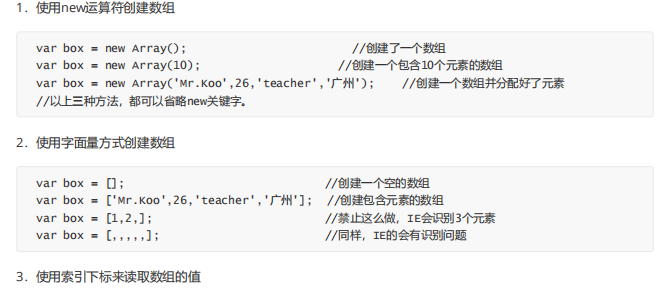 1. 使用new运算符创建数组
var box = new Array(); //创建了一个数组
var box = new Array(10); //创建一个包含10个元素的数组
var box = new Array('Mr.Koo',26,'teacher','广州'); //创建一个数组并分配好了元素
//以上三种方法，都可以省略new关键字。
2. 使用字面量方式创建数组
var box = []; //创建一个空的数组
var box = ['Mr.Koo',26,'teacher','广州']; //创建包含元素的数组
var box = [1,2,]; //禁止这么做，IE会识别3个元素
var box = [,,,,,]; //同样，IE的会有识别问题
3. 使用索引下标来读取数组的值